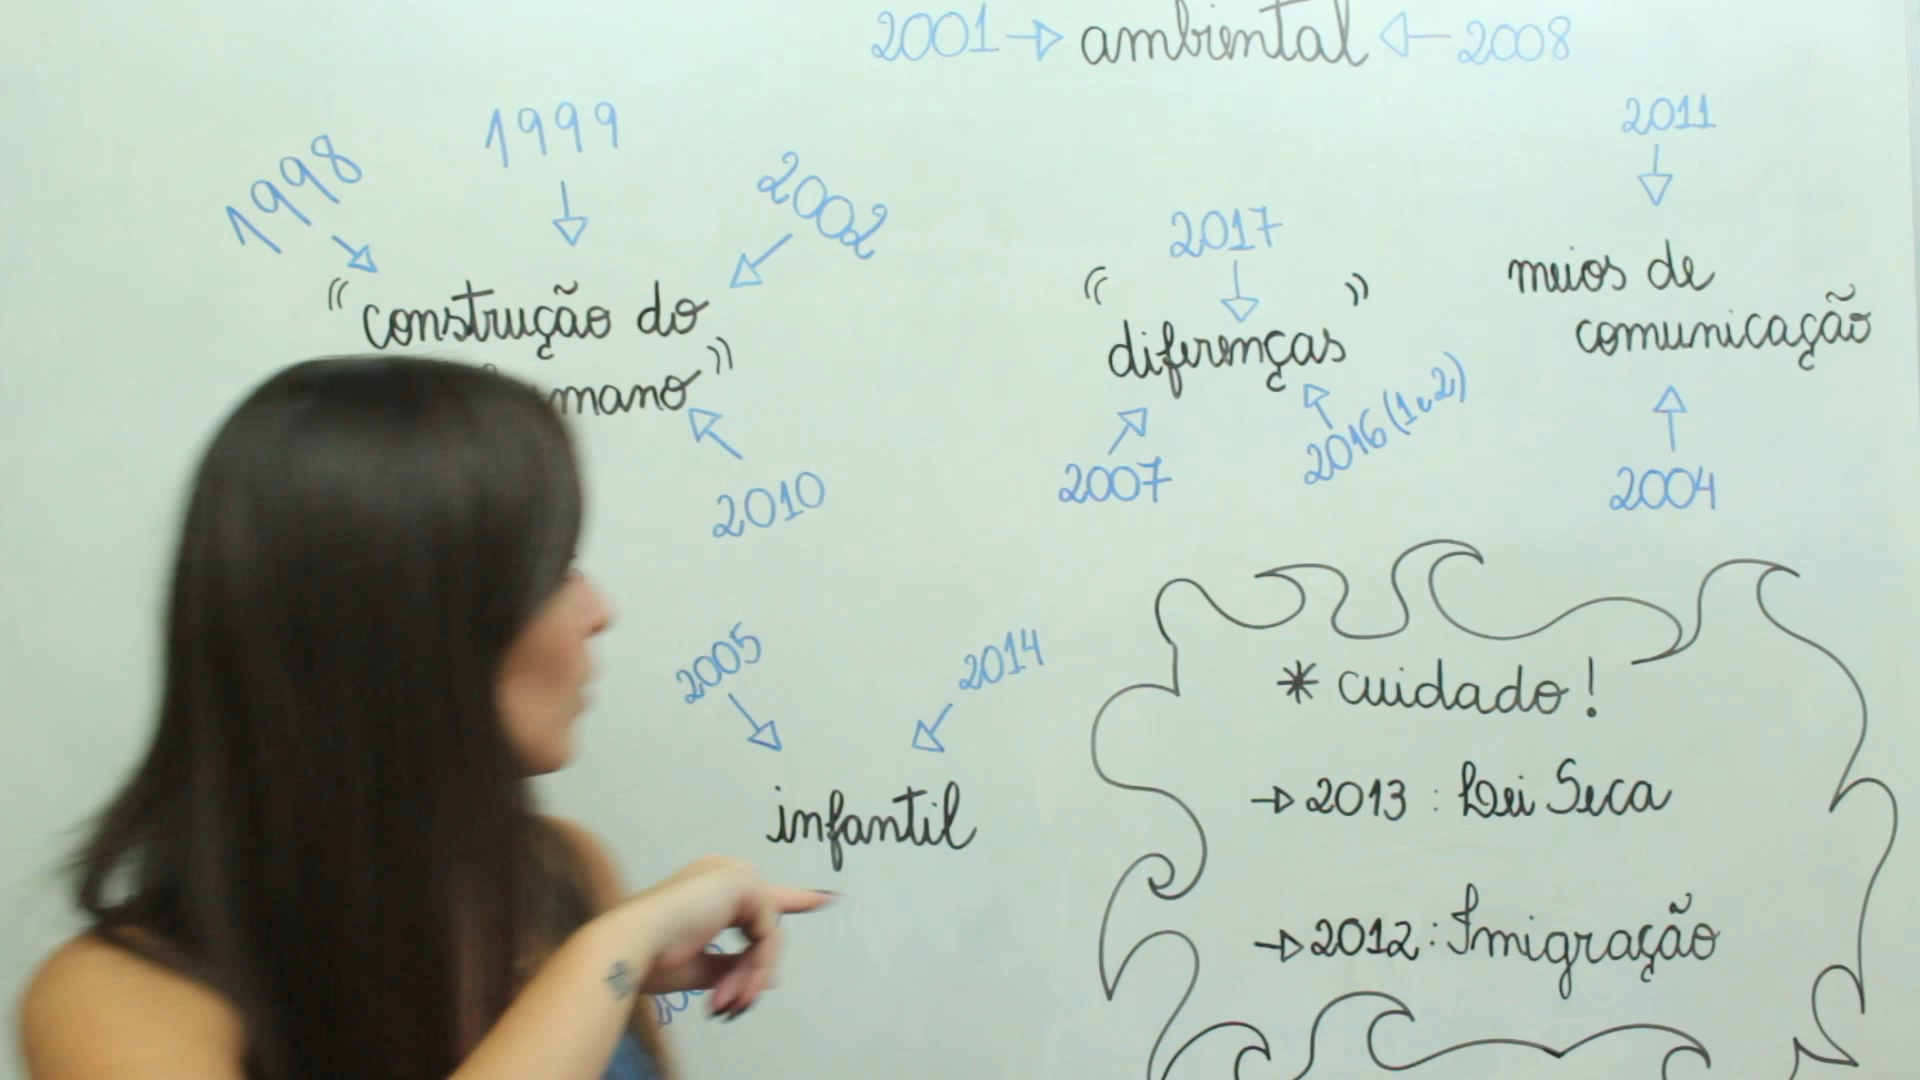 2001 → ambiental ← 2008
1998
1999
2002
"construção do
mano"
2010
2017
"diferenças"
2007
2016 (1 e 2)
2011
meios de
comunicação
2004
2005
2014
infantil
* cuidado!
→ 2013 : Lei Seca
→ 2012 : Imigração